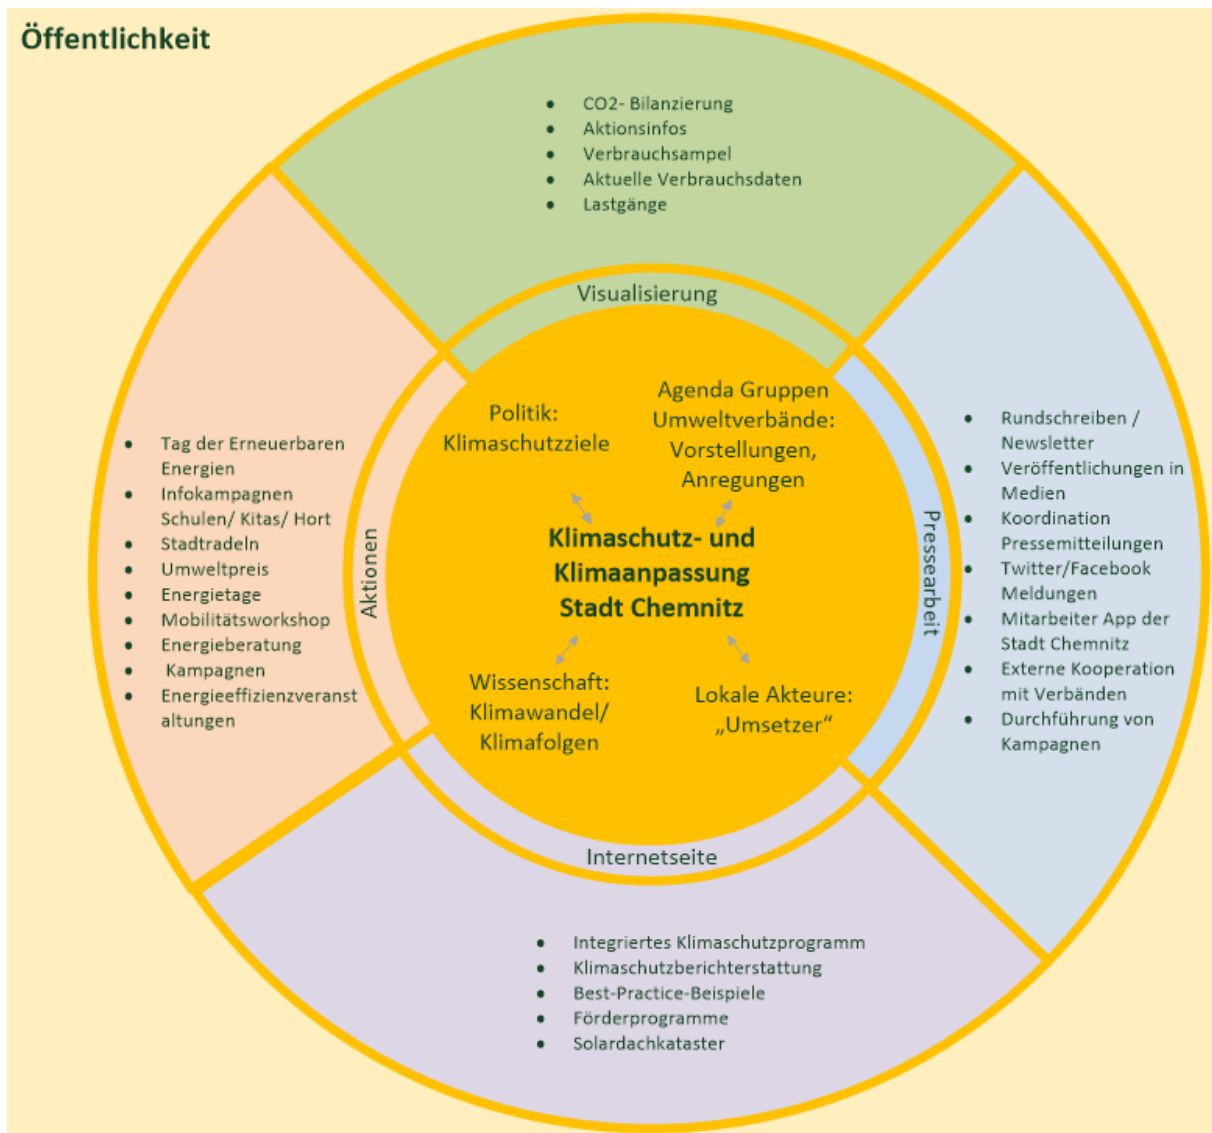 Öffentlichkeit
• CO2- Bilanzierung
• Aktionsinfos
• Verbrauchsampel
• Aktuelle Verbrauchsdaten
• Lastgänge
Visualisierung
• Tag der Erneuerbaren
Energien
• Infokampagnen
Schulen/ Kitas/ Hort
• Stadtradeln
• Umweltpreis
• Energietage
• Mobilitätsworkshop
• Energieberatung
• Kampagnen
• Energieeffizienzveranst
altungen
Aktionen
Politik:
Klimaschutzziele
Agenda Gruppen
Umweltverbände:
Vorstellungen,
Anregungen
Klimaschutz- und
Klimaanpassung
Stadt Chemnitz
Wissenschaft:
Klimawandel/
Klimafolgen
Lokale Akteure:
„Umsetzer“
Pressearbeit
• Rundschreiben /
Newsletter
• Veröffentlichungen in
Medien
• Koordination
Pressemitteilungen
• Twitter/Facebook
Meldungen
• Mitarbeiter App der
Stadt Chemnitz
• Externe Kooperation
mit Verbänden
• Durchführung von
Kampagnen
Internetseite
• Integriertes Klimaschutzprogramm
• Klimaschutzberichterstattung
• Best-Practice-Beispiele
• Förderprogramme
• Solardachkataster